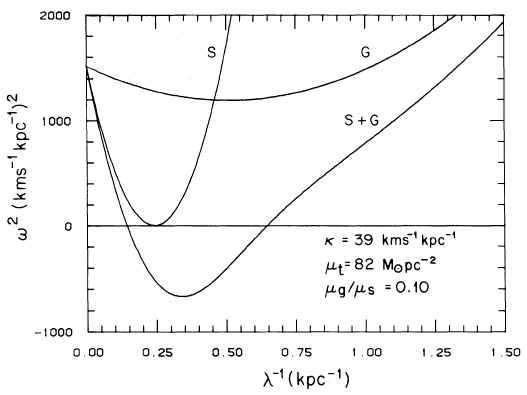 2000
1000
0
-1000
ω² (kms⁻¹ kpc⁻¹)²
S
G
S+G
κ = 39 kms⁻¹ kpc⁻¹
μt = 82 M⊙pc⁻²
μg/μs = 0.10
0.00 0.25 0.50 0.75 1.00 1.25 1.50
λ⁻¹ (kpc⁻¹)